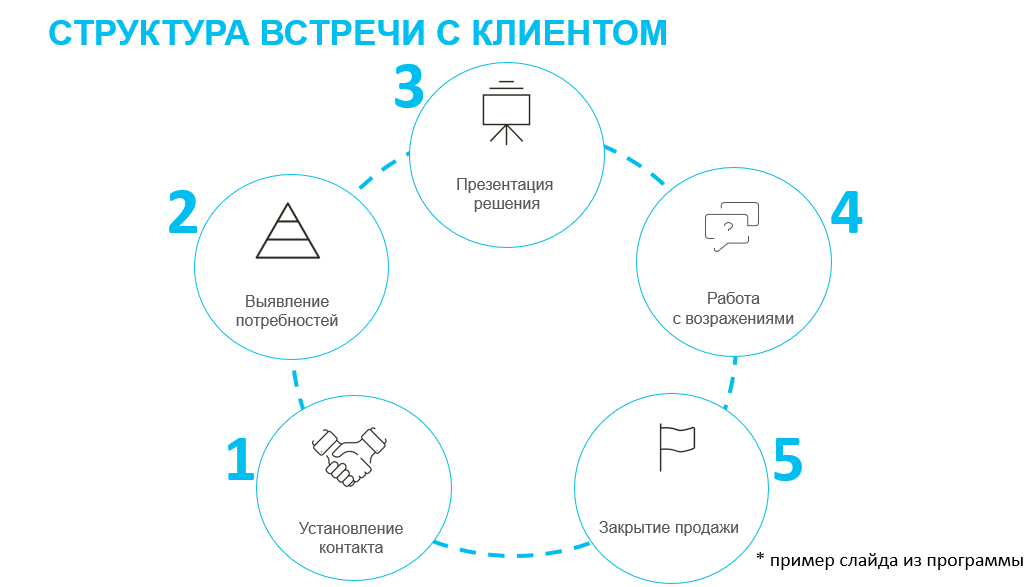 СТРУКТУРА ВСТРЕЧИ С КЛИЕНТОМ
1
Установление
контакта
2
Выявление
потребностей
3
Презентация
решения
4
?
Работа
с возражениями
5
Закрытие продажи
* пример слайда из программы